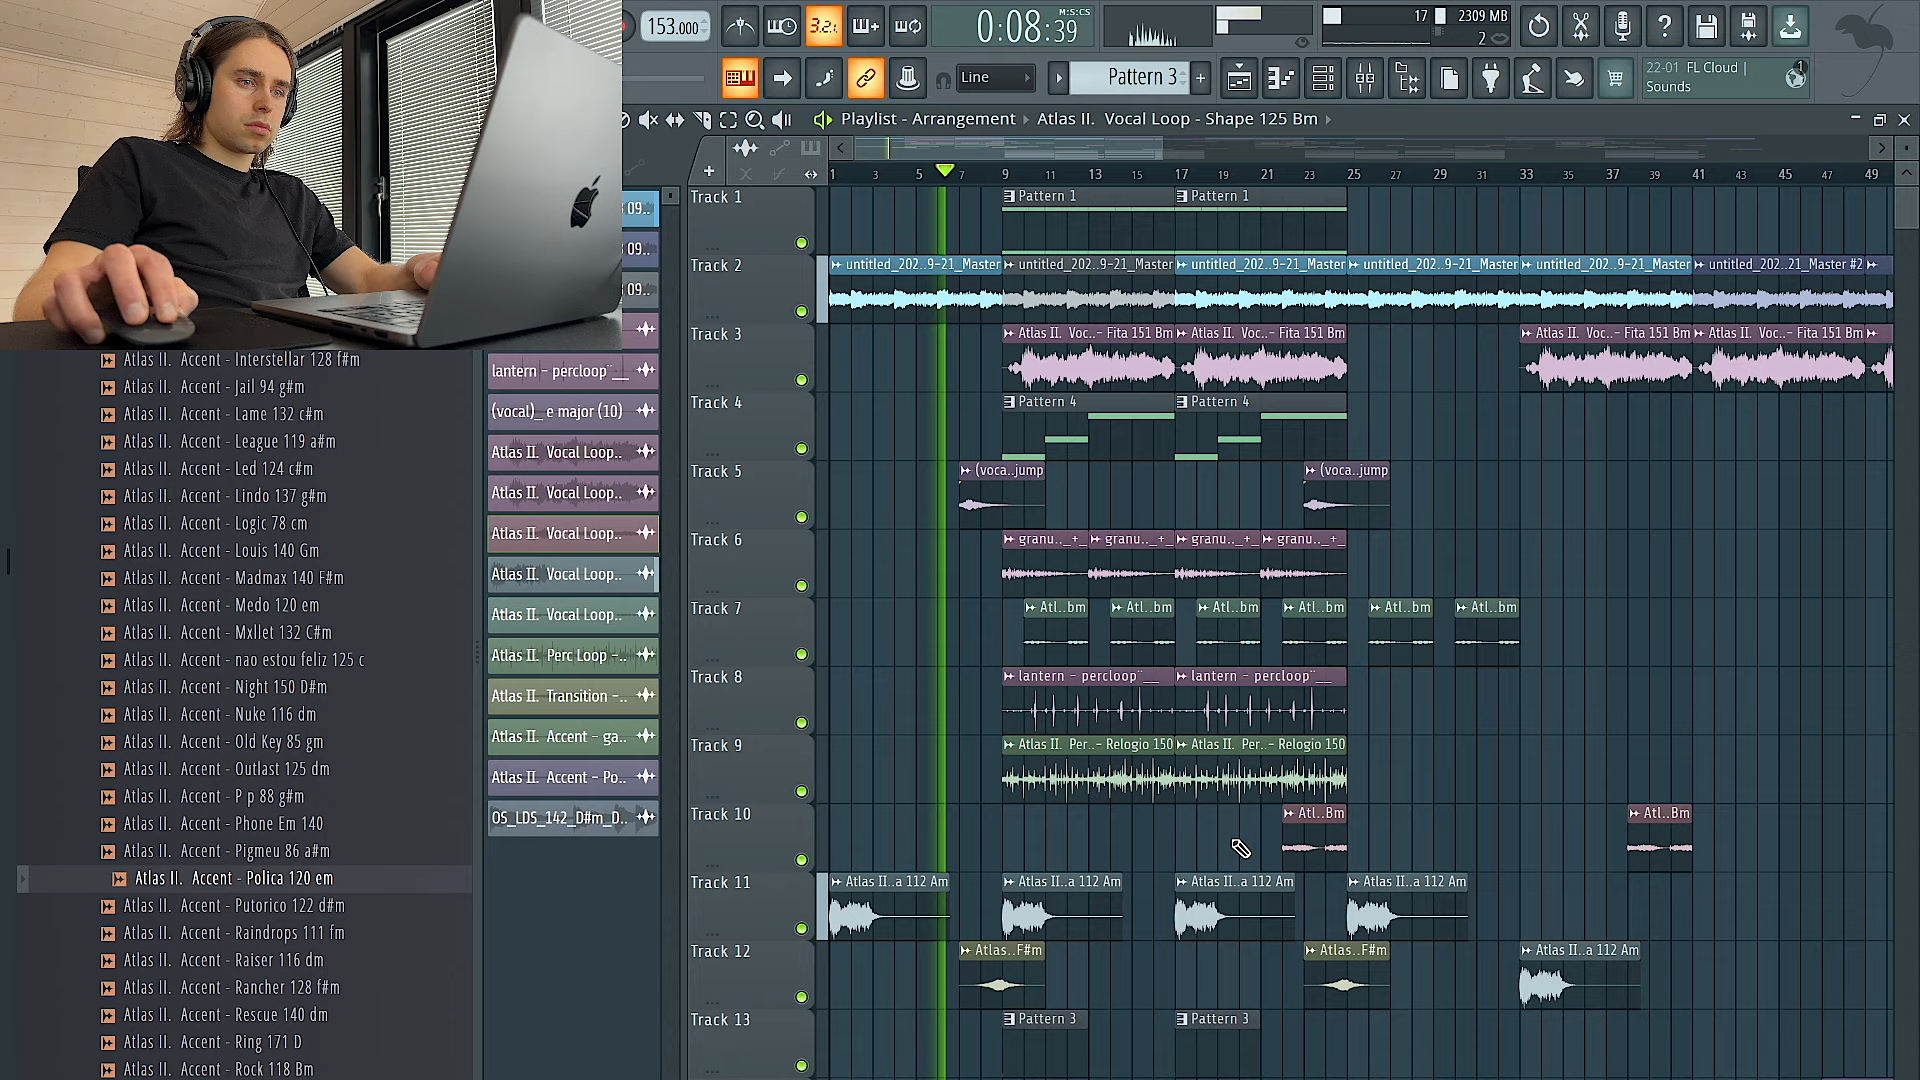 153.000
3.2.
0:08:39
M:S:CS
17
2309 MB
2
Line
Pattern 3
22-01 FL Cloud |
Sounds
1
Playlist - Arrangement › Atlas II. Vocal Loop - Shape 125 Bm ›
1 3 5 7 9 11 13 15 17 19 21 23 25 27 29 31 33 35 37 39 41 43 45 47 49
09..
09..
09..
lantern - percloop¨__
(vocal)_ e major (10)
Atlas II. Vocal Loop..
Atlas II. Vocal Loop..
Atlas II. Vocal Loop..
Atlas II. Vocal Loop..
Atlas II. Vocal Loop..
Atlas II. Perc Loop -..
Atlas II. Transition -..
Atlas II. Accent - ga..
Atlas II. Accent - Po..
OS_LDS_142_D#m_D..
Atlas II. Accent - Interstellar 128 f#m
Atlas II. Accent - Jail 94 g#m
Atlas II. Accent - Lame 132 c#m
Atlas II. Accent - League 119 a#m
Atlas II. Accent - Led 124 c#m
Atlas II. Accent - Lindo 137 g#m
Atlas II. Accent - Logic 78 cm
Atlas II. Accent - Louis 140 Gm
Atlas II. Accent - Madmax 140 F#m
Atlas II. Accent - Medo 120 em
Atlas II. Accent - Mxllet 132 C#m
Atlas II. Accent - nao estou feliz 125 c
Atlas II. Accent - Night 150 D#m
Atlas II. Accent - Nuke 116 dm
Atlas II. Accent - Old Key 85 gm
Atlas II. Accent - Outlast 125 dm
Atlas II. Accent - P p 88 g#m
Atlas II. Accent - Phone Em 140
Atlas II. Accent - Pigmeu 86 a#m
Atlas II. Accent - Polica 120 em
Atlas II. Accent - Putorico 122 d#m
Atlas II. Accent - Raindrops 111 fm
Atlas II. Accent - Raiser 116 dm
Atlas II. Accent - Rancher 128 f#m
Atlas II. Accent - Rescue 140 dm
Atlas II. Accent - Ring 171 D
Atlas II. Accent - Rock 118 Bm
Track 1
Pattern 1 Pattern 1
Track 2
untitled_202..9-21_Master untitled_202..9-21_Master untitled_202..9-21_Master untitled_202..9-21_Master untitled_202..9-21_Master untitled_202..21_Master #2
Track 3
Atlas II. Voc..- Fita 151 Bm Atlas II. Voc..- Fita 151 Bm Atlas II. Voc..- Fita 151 Bm Atlas II. Voc..- Fita 151 Bm
Track 4
Pattern 4 Pattern 4
Track 5
(voca..jump (voca..jump
Track 6
granu.._+_ granu.._+_ granu.._+_ granu.._+_
Track 7
Atl..bm Atl..bm Atl..bm Atl..bm Atl..bm Atl..bm
Track 8
lantern - percloop¨__ lantern - percloop¨__
Track 9
Atlas II. Per..- Relogio 150 Atlas II. Per..- Relogio 150
Track 10
Atl..Bm Atl..Bm
Track 11
Atlas II..a 112 Am Atlas II..a 112 Am Atlas II..a 112 Am Atlas II..a 112 Am
Track 12
Atlas..F#m Atlas..F#m Atlas II..a 112 Am
Track 13
Pattern 3 Pattern 3